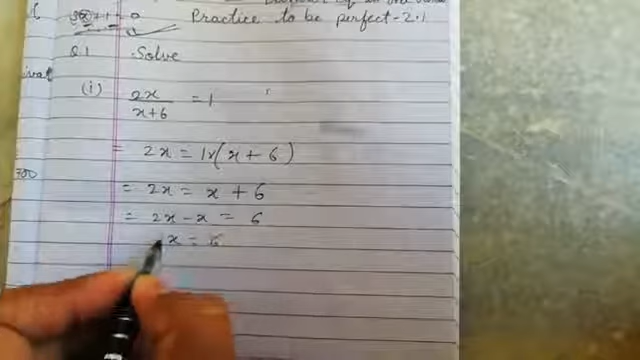 Practice to be perfect - 2.1
Q.1 Solve
(i) 2x/x+6 = 1
= 2x = 1x(x + 6)
= 2x = x + 6
= 2x - x = 6
x = 6